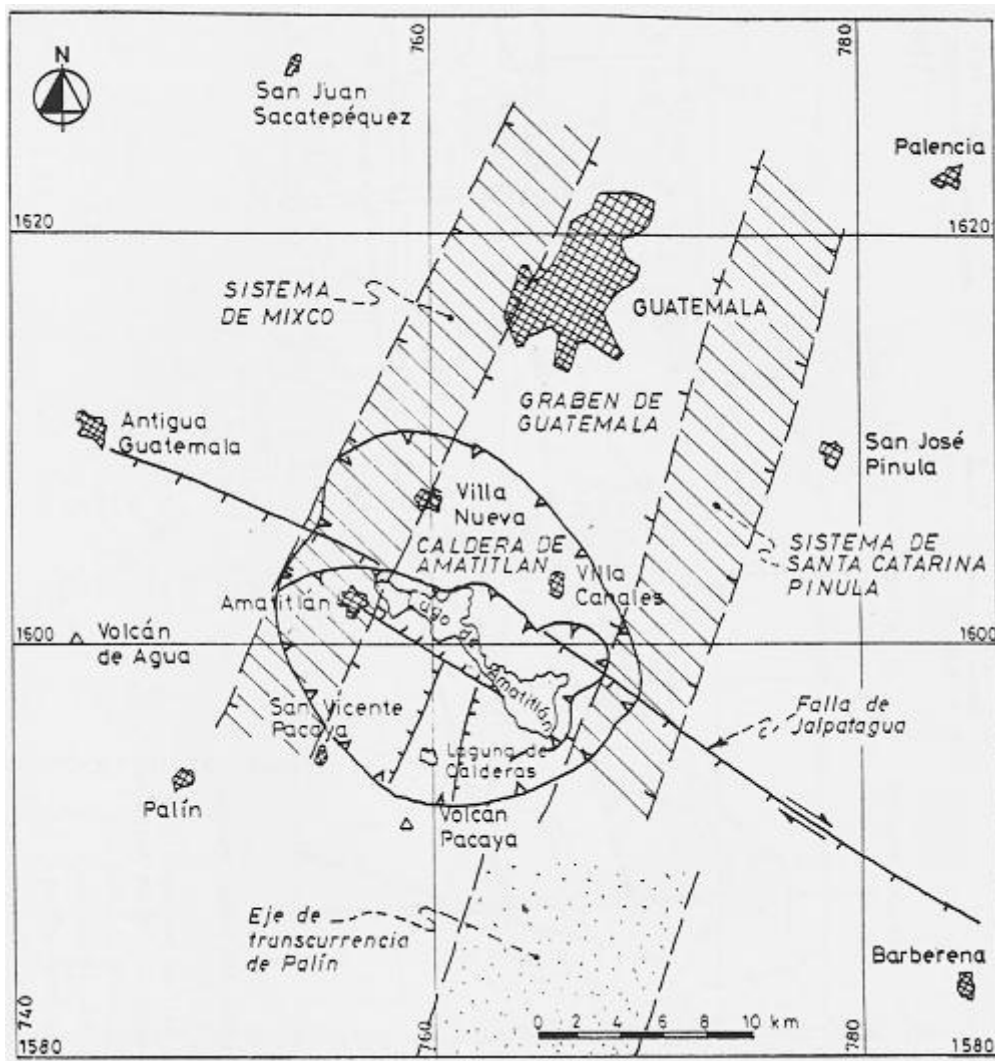 760
780
N
San Juan
Sacatepéquez
Palencia
1620
1620
SISTEMA
DE MIXCO
GUATEMALA
GRABEN DE
GUATEMALA
Antigua
Guatemala
San José
Pinula
Villa
Nueva
CALDERA DE
AMATITLAN
SISTEMA DE
SANTA CATARINA
PINULA
Villa
Canales
Amatitlán
Lago de Amatitlán
1600
1600
Volcán
de Agua
San Vicente
Pacaya
Falla de
Jalpatagua
Laguna de
Calderas
Palín
Volcán
Pacaya
Eje de
transcurrencia
de Palín
Barberena
0 2 4 6 8 10 km
740
760
780
1580
1580